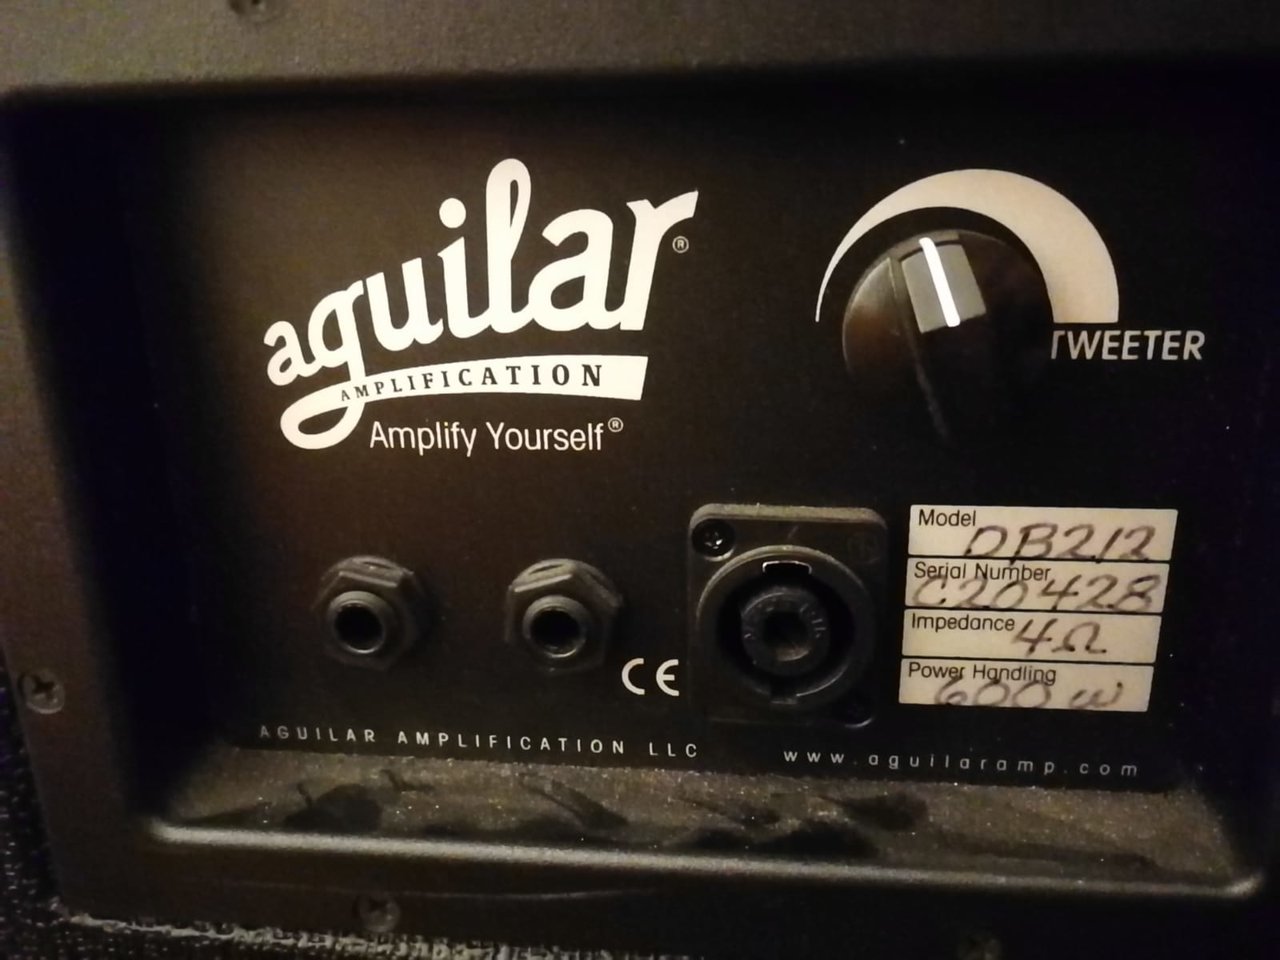 aguilar®
AMPLIFICATION
Amplify Yourself®
TWEETER
Model DB212
Serial Number C20428
Impedance 4Ω
Power Handling 600 W
CE
AGUILAR AMPLIFICATION LLC
www.aguilaramp.com